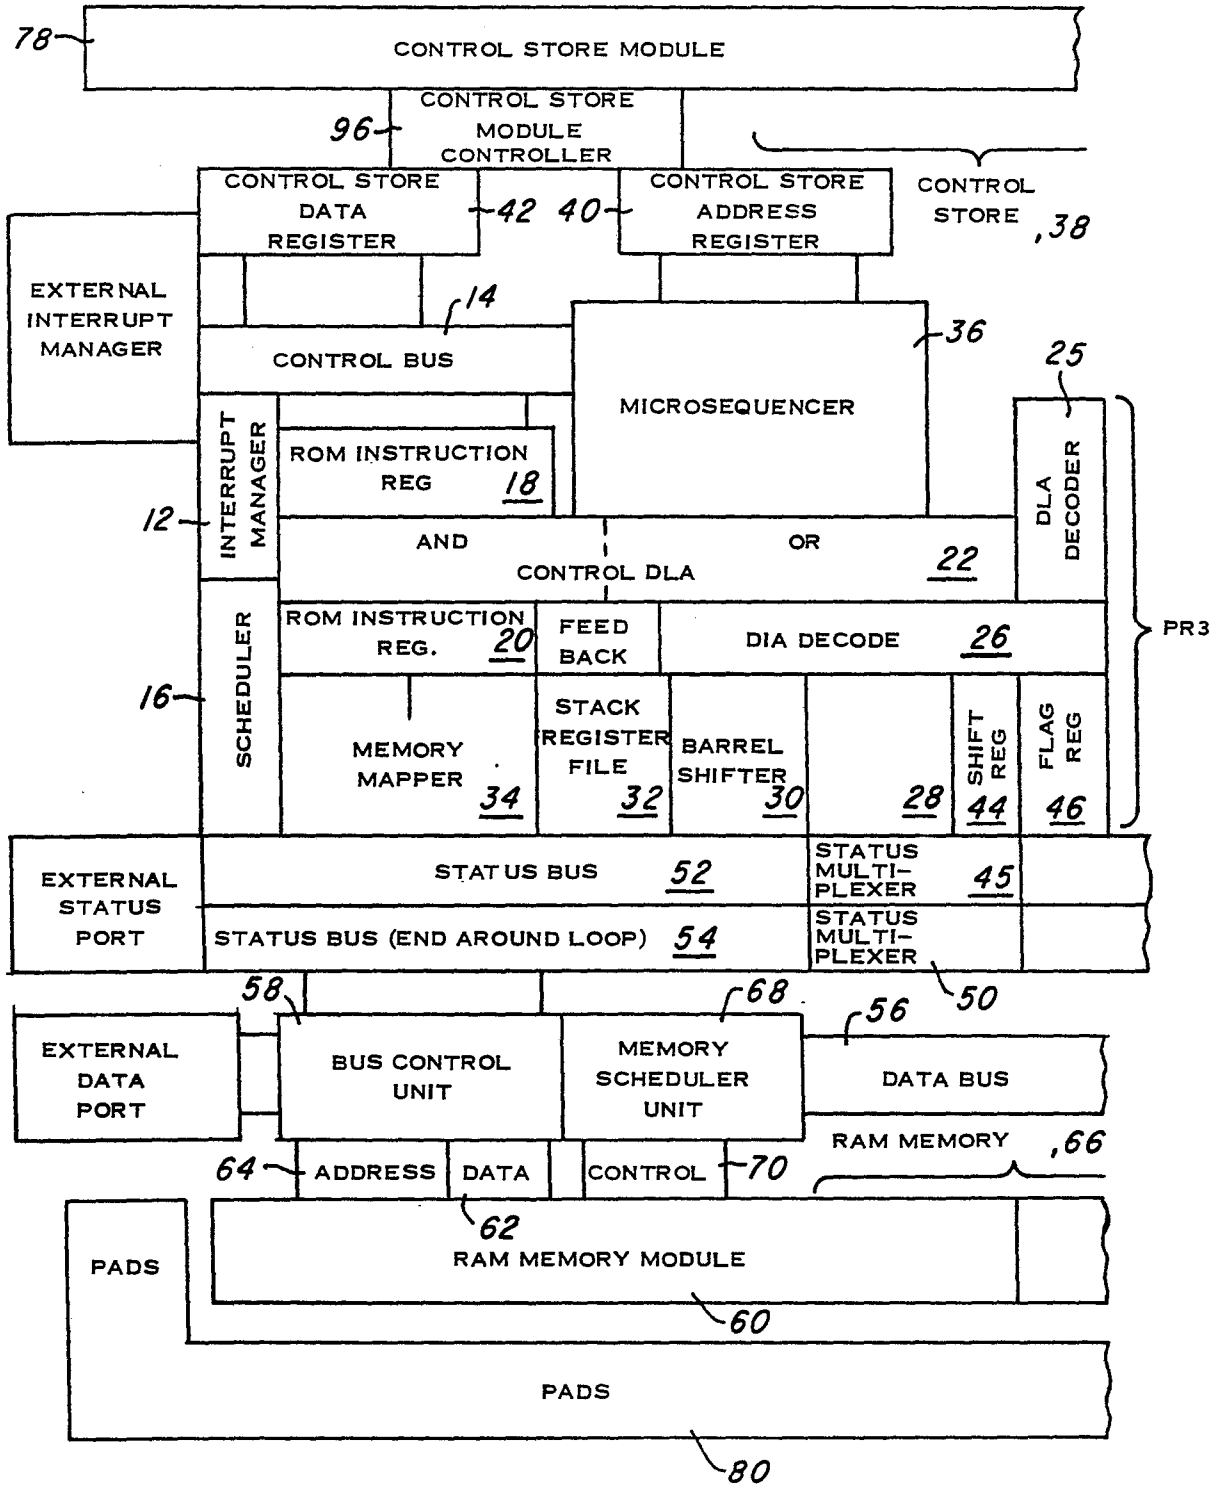 78
CONTROL STORE MODULE
96
CONTROL STORE
MODULE
CONTROLLER
CONTROL STORE
DATA
REGISTER
42
40
CONTROL STORE
ADDRESS
REGISTER
CONTROL
STORE
,38
EXTERNAL
INTERRUPT
MANAGER
14
CONTROL BUS
36
MICROSEQUENCER
25
DLA
DECODER
12
INTERRUPT
MANAGER
ROM INSTRUCTION
REG
18
AND
OR
CONTROL DLA
22
PR3
16
SCHEDULER
ROM INSTRUCTION
REG.
20
FEED
BACK
DIA DECODE
26
MEMORY
MAPPER
34
STACK
REGISTER
FILE
32
BARREL
SHIFTER
30
28
SHIFT
REG
44
FLAG
REG
46
EXTERNAL
STATUS
PORT
STATUS BUS
52
STATUS
MULTI-
PLEXER
45
STATUS BUS (END AROUND LOOP)
54
STATUS
MULTI-
PLEXER
50
58
68
56
EXTERNAL
DATA
PORT
BUS CONTROL
UNIT
MEMORY
SCHEDULER
UNIT
DATA BUS
64
ADDRESS
DATA
62
CONTROL
70
RAM MEMORY
,66
RAM MEMORY MODULE
60
PADS
PADS
80